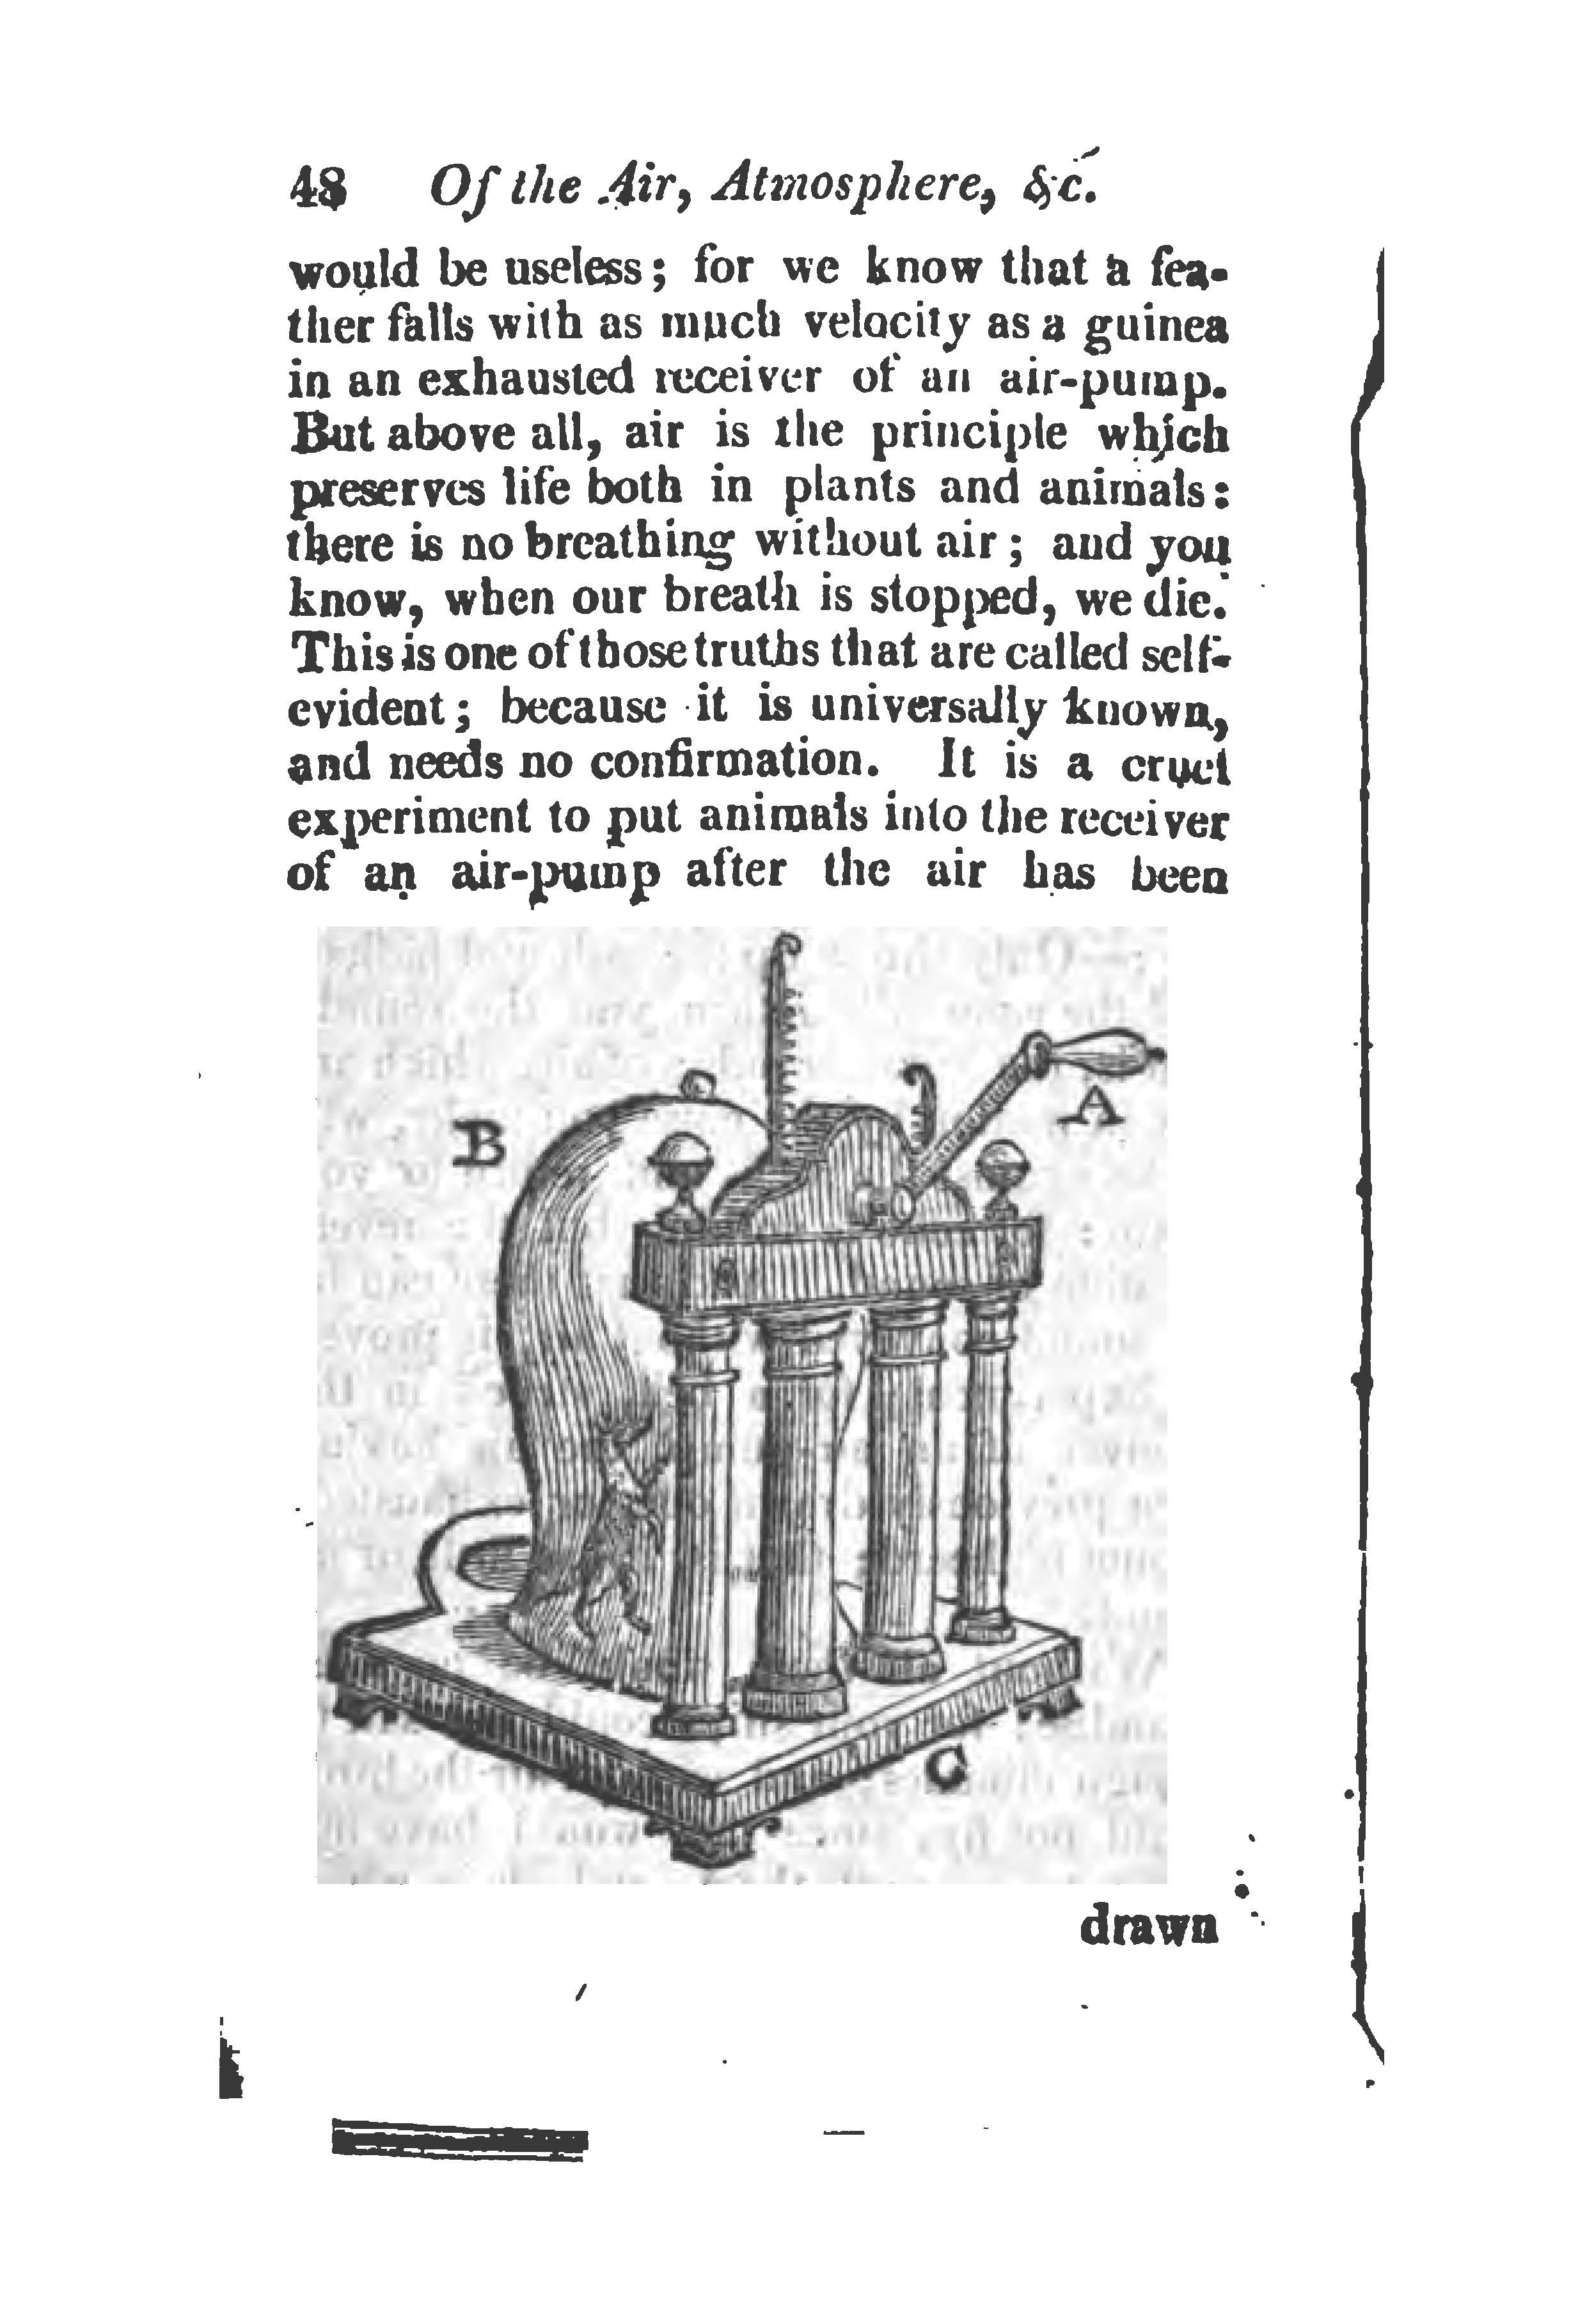 48 Of the Air, Atmosphere, &c.
would be useless; for we know that a fea-
ther falls with as much velocity as a guinea
in an exhausted receiver of an air-pump.
But above all, air is the principle which
preserves life both in plants and animals:
there is no breathing without air; and you
know, when our breath is stopped, we die.
This is one of those truths that are called self-
evident; because it is universally known,
and needs no confirmation. It is a cruel
experiment to put animals into the receiver
of an air-pump after the air has been
A
B
C
drawn